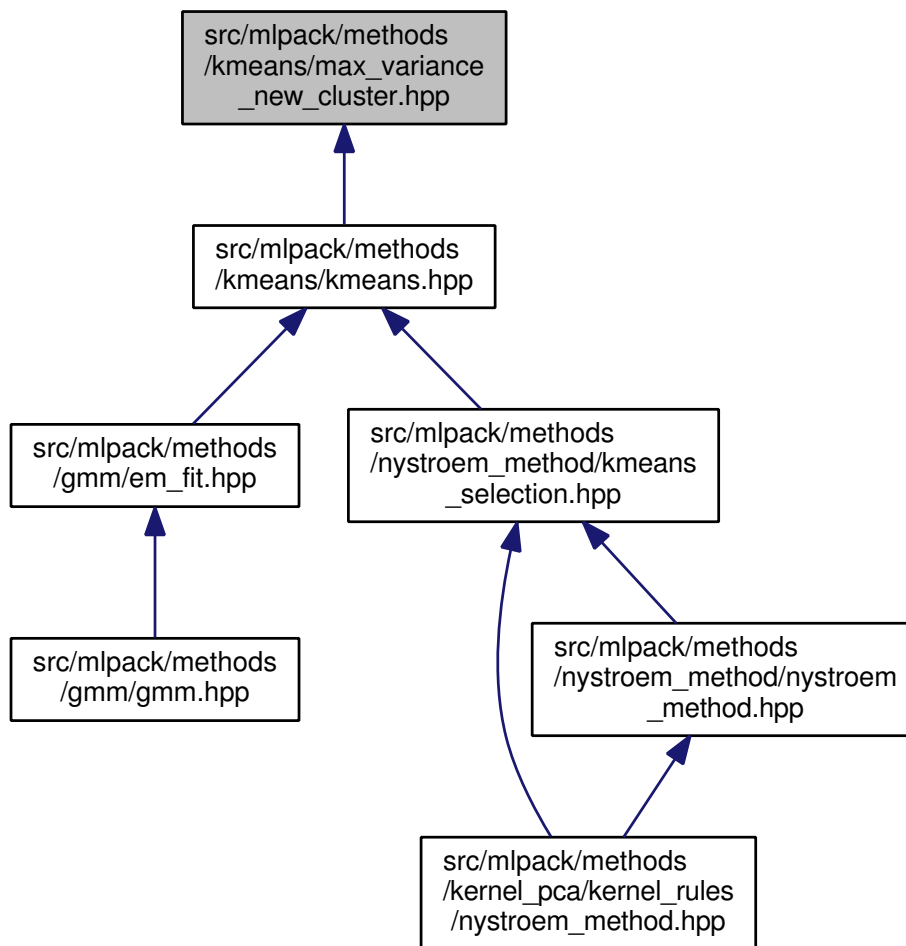 src/mlpack/methods
/kmeans/max_variance
_new_cluster.hpp
src/mlpack/methods
/kmeans/kmeans.hpp
src/mlpack/methods
/gmm/em_fit.hpp
src/mlpack/methods
/nystroem_method/kmeans
_selection.hpp
src/mlpack/methods
/gmm/gmm.hpp
src/mlpack/methods
/nystroem_method/nystroem
_method.hpp
src/mlpack/methods
/kernel_pca/kernel_rules
/nystroem_method.hpp